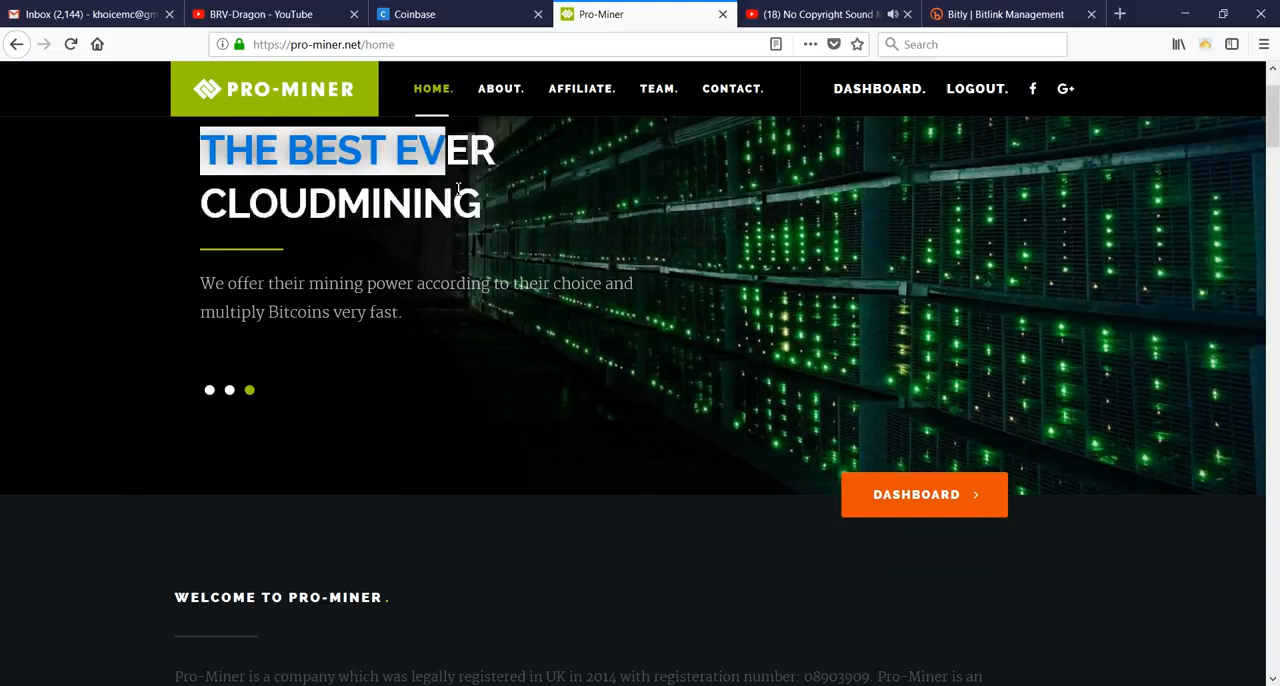 Inbox (2,144) - khoicemc@gm
BRV-Dragon - YouTube
Coinbase
Pro-Miner
(18) No Copyright Sound
Bitly | Bitlink Management
https://pro-miner.net/home
Search
PRO-MINER
HOME.
ABOUT.
AFFILIATE.
TEAM.
CONTACT.
DASHBOARD.
LOGOUT.
THE BEST EVER
CLOUDMINING
We offer their mining power according to their choice and
multiply Bitcoins very fast.
DASHBOARD
WELCOME TO PRO-MINER.
Pro-Miner is a company which was legally registered in UK in 2014 with registeration number: 08903909. Pro-Miner is an